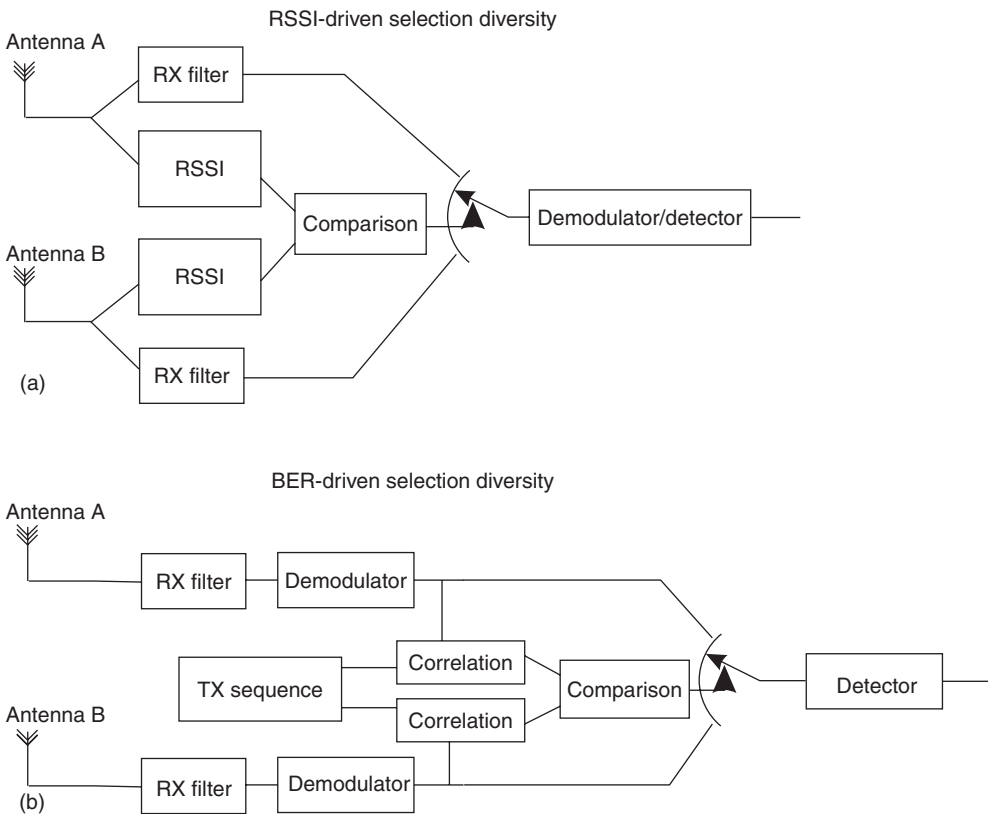 RSSI-driven selection diversity
Antenna A
RX filter
RSSI
Comparison
Demodulator/detector
Antenna B
RSSI
RX filter
(a)
BER-driven selection diversity
Antenna A
RX filter
Demodulator
Correlation
TX sequence
Comparison
Detector
Correlation
Antenna B
RX filter
Demodulator
(b)